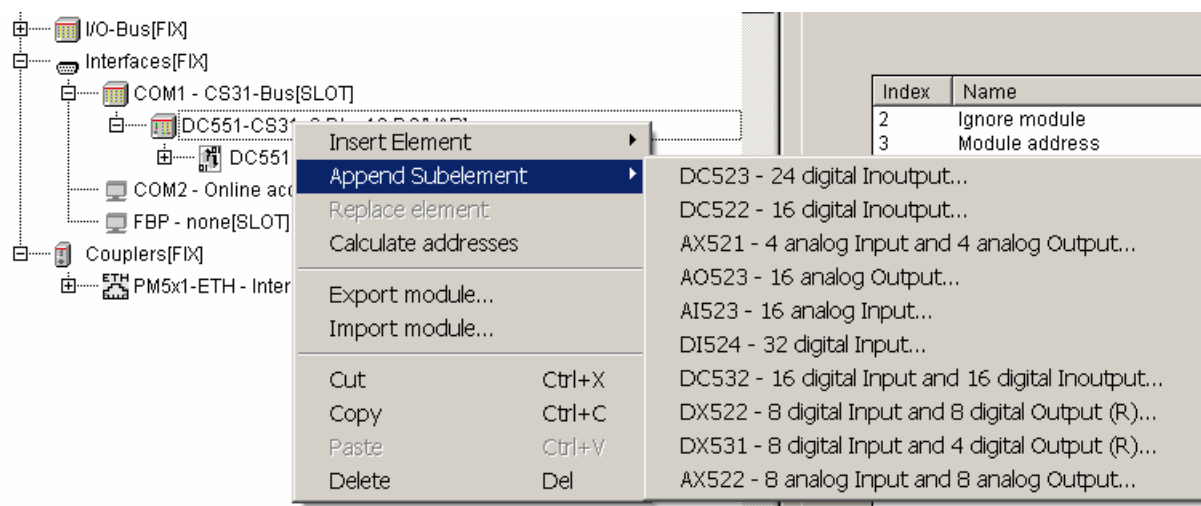 I/O-Bus[FIX]
Interfaces[FIX]
COM1 - CS31-Bus[SLOT]
DC551-CS31
DC551
COM2 - Online acc
FBP - none[SLOT]
Couplers[FIX]
ETH PM5x1-ETH - Inter
Insert Element
Append Subelement
Replace element
Calculate addresses
Export module...
Import module...
Cut Ctrl+X
Copy Ctrl+C
Paste Ctrl+V
Delete Del
Index Name
2 Ignore module
3 Module address
DC523 - 24 digital Inoutput...
DC522 - 16 digital Inoutput...
AX521 - 4 analog Input and 4 analog Output...
AO523 - 16 analog Output...
AI523 - 16 analog Input...
DI524 - 32 digital Input...
DC532 - 16 digital Input and 16 digital Inoutput...
DX522 - 8 digital Input and 8 digital Output (R)...
DX531 - 8 digital Input and 4 digital Output (R)...
AX522 - 8 analog Input and 8 analog Output...